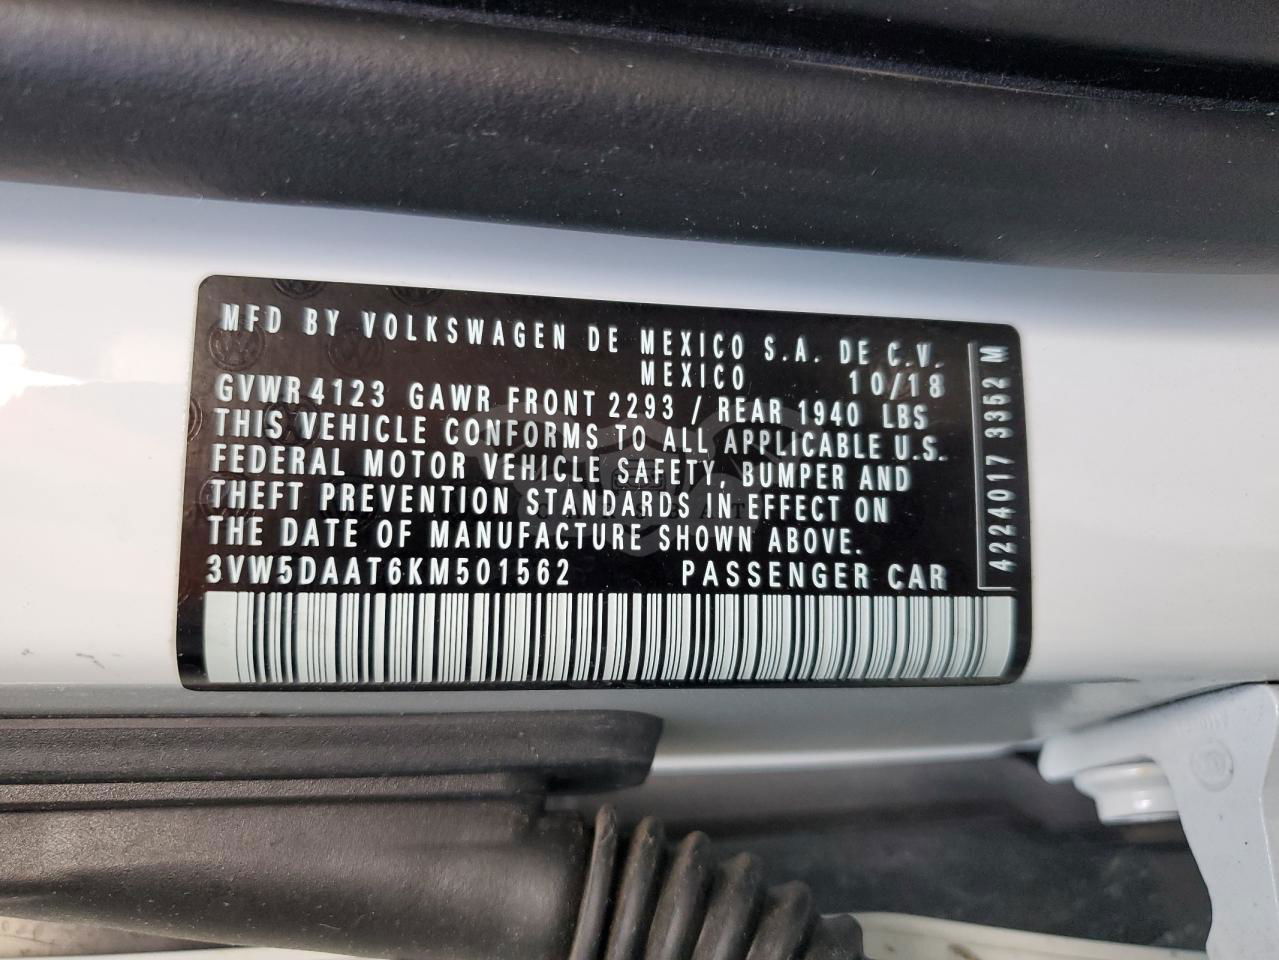 MFD BY VOLKSWAGEN DE MEXICO S.A. DE C.V.
MEXICO 10/18
GVWR 4123 GAWR FRONT 2293 / REAR 1940 LBS
THIS VEHICLE CONFORMS TO ALL APPLICABLE U.S.
FEDERAL MOTOR VEHICLE SAFETY, BUMPER AND
THEFT PREVENTION STANDARDS IN EFFECT ON
THE DATE OF MANUFACTURE SHOWN ABOVE.
3VW5DAAT6KM501562 PASSENGER CAR
4224017 3352 M